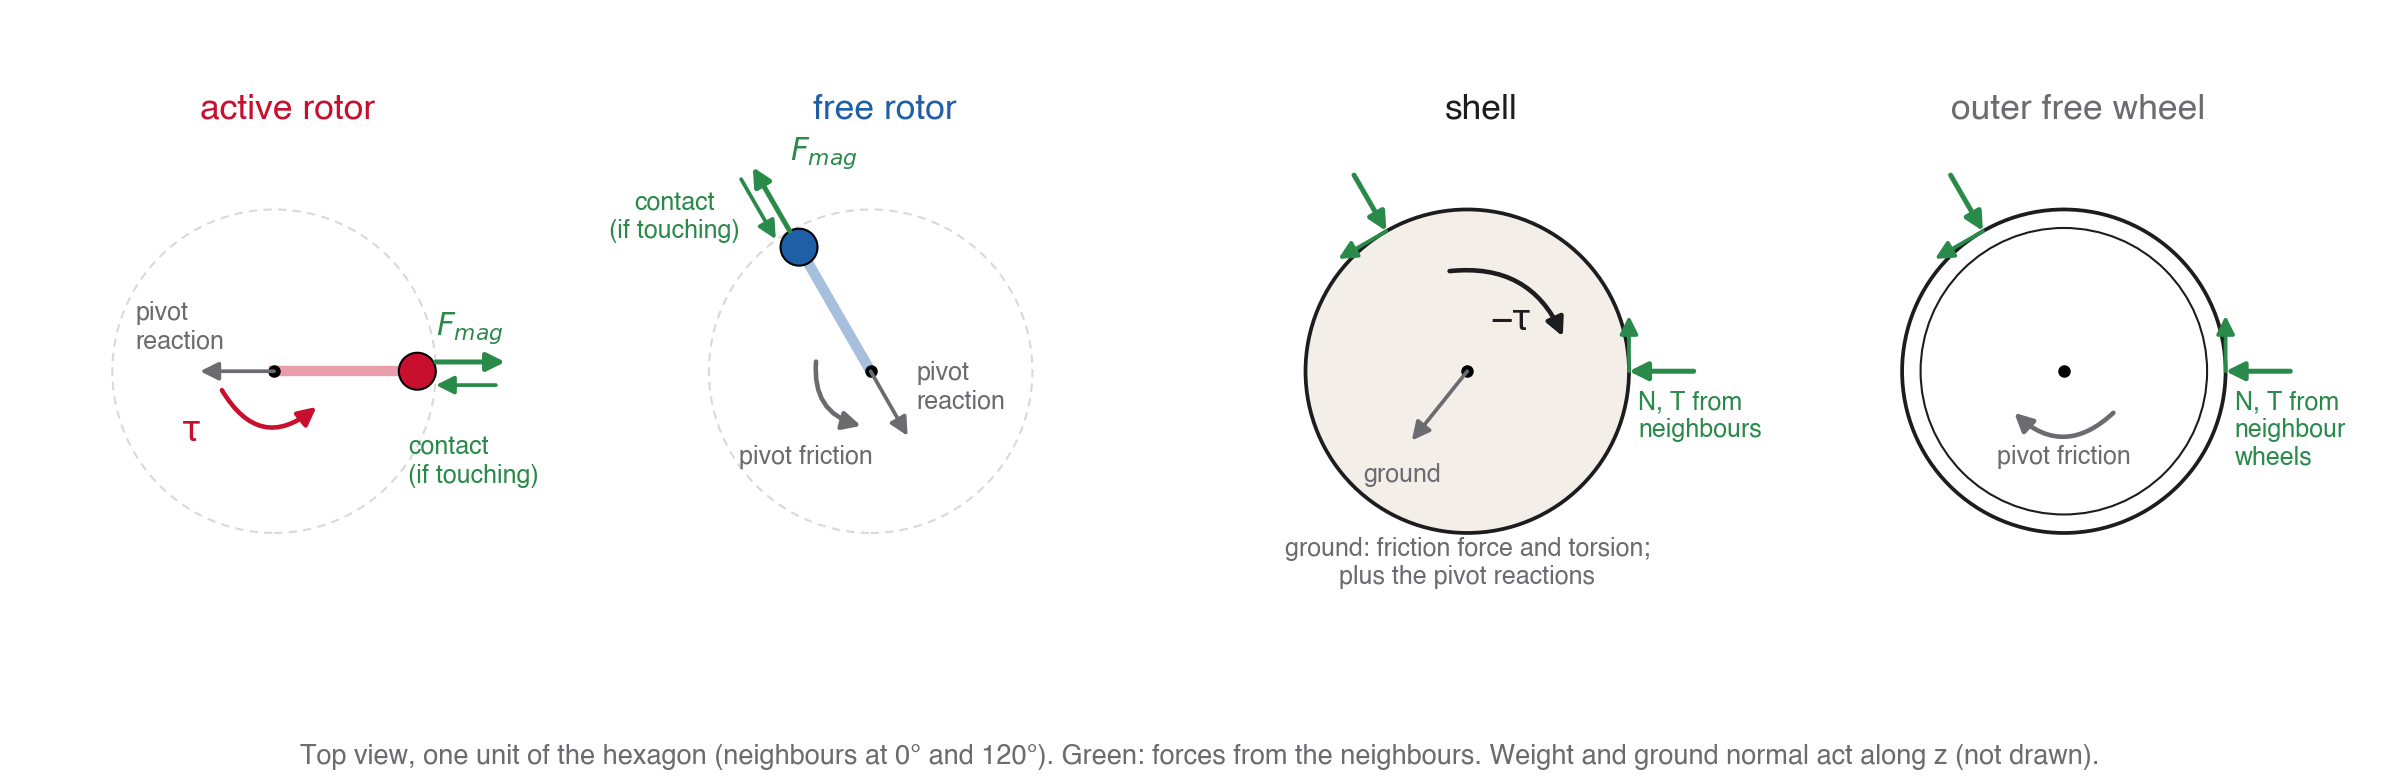 active rotor
free rotor
shell
outer free wheel
F_mag
contact
(if touching)
pivot
reaction
F_mag
τ
contact
(if touching)
pivot
reaction
pivot friction
−τ
N, T from
neighbours
ground
ground: friction force and torsion;
plus the pivot reactions
N, T from
neighbour
wheels
pivot friction
Top view, one unit of the hexagon (neighbours at 0° and 120°). Green: forces from the neighbours. Weight and ground normal act along z (not drawn).